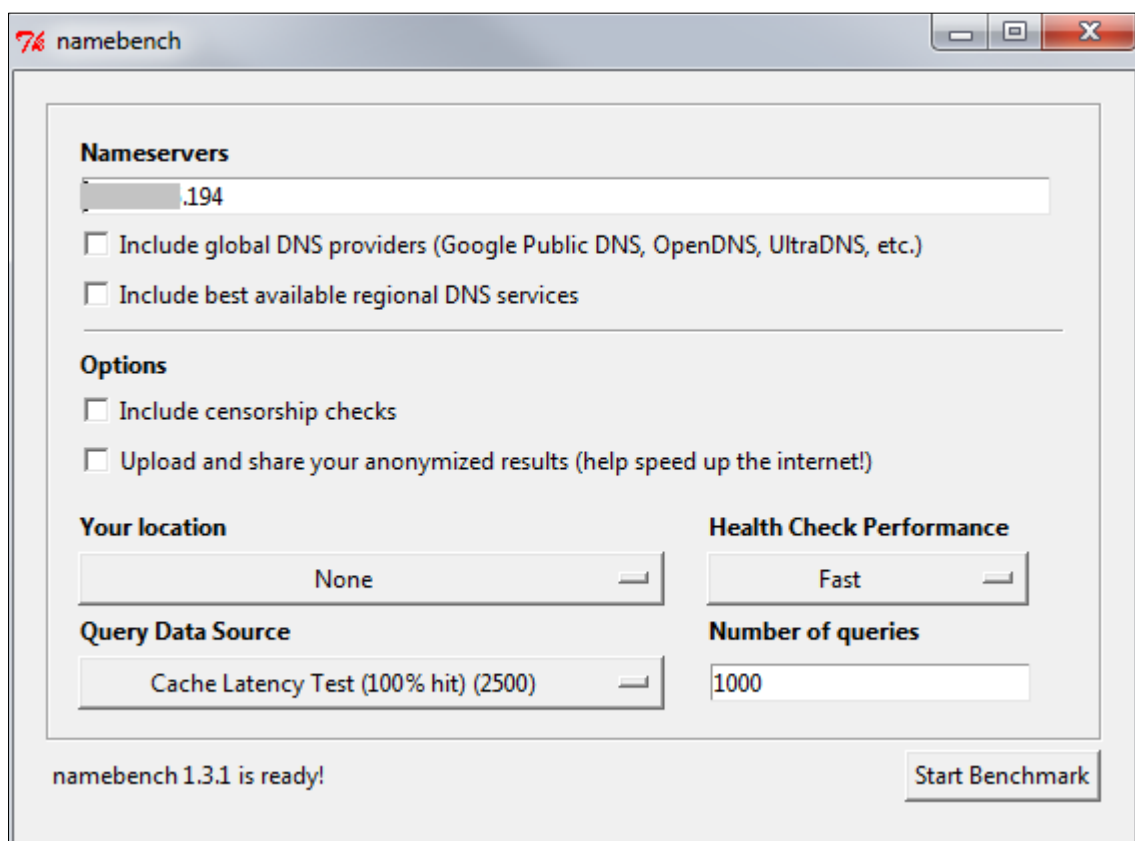 namebench
Nameservers
.194
Include global DNS providers (Google Public DNS, OpenDNS, UltraDNS, etc.)
Include best available regional DNS services
Options
Include censorship checks
Upload and share your anonymized results (help speed up the internet!)
Your location
Health Check Performance
None
Fast
Query Data Source
Number of queries
Cache Latency Test (100% hit) (2500)
1000
namebench 1.3.1 is ready!
Start Benchmark